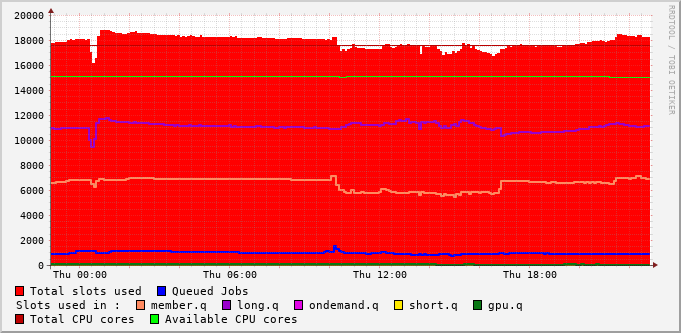 20000
18000
16000
14000
12000
10000
8000
6000
4000
2000
0
Thu 00:00 Thu 06:00 Thu 12:00 Thu 18:00
RRDTOOL / TOBI OETIKER
Total slots used Queued Jobs
Slots used in : member.q long.q ondemand.q short.q gpu.q
Total CPU cores Available CPU cores